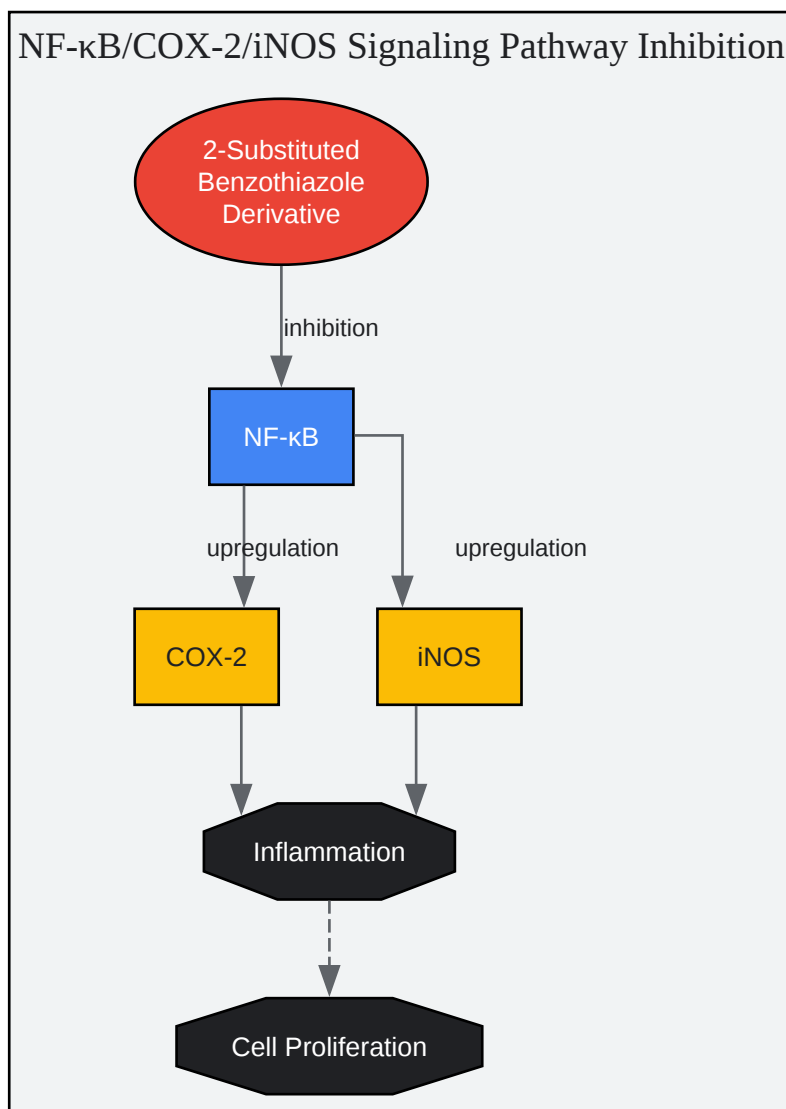 NF-κB/COX-2/iNOS Signaling Pathway Inhibition
2-Substituted
Benzothiazole
Derivative
inhibition
NF-κB
upregulation
upregulation
COX-2
iNOS
Inflammation
Cell Proliferation